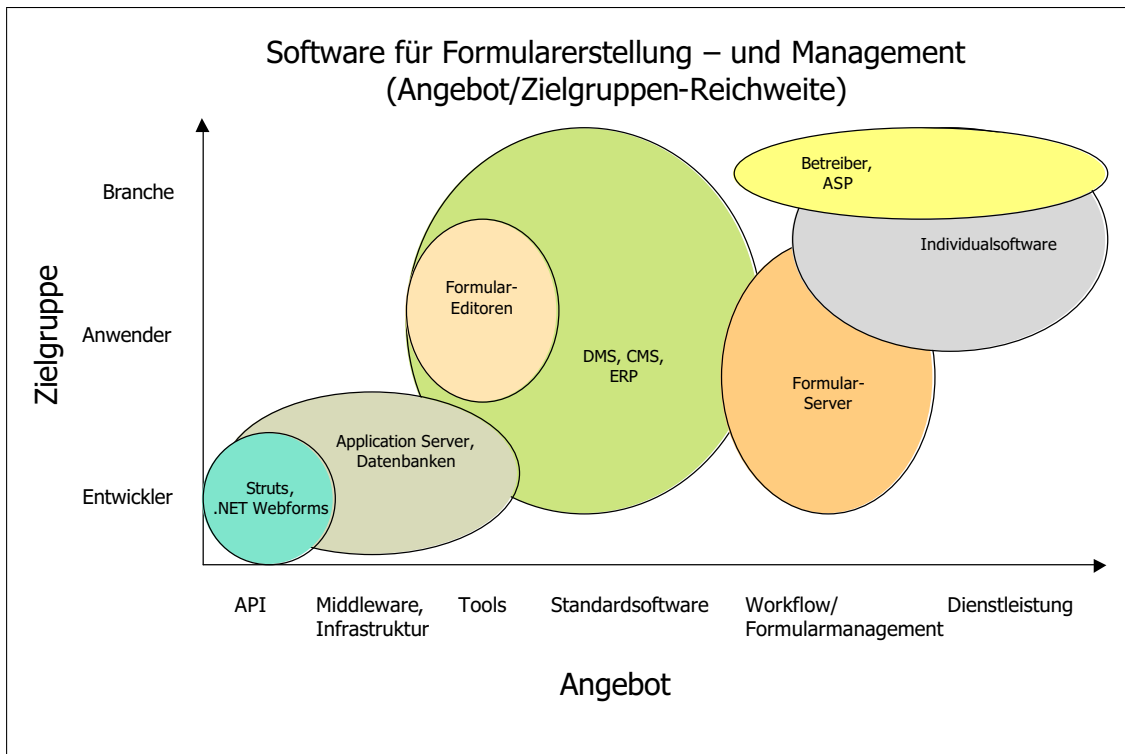 Software für Formularerstellung – und Management
(Angebot/Zielgruppen-Reichweite)
Zielgruppe
Branche
Anwender
Entwickler
Betreiber,
ASP
Individualsoftware
Formular-
Editoren
DMS, CMS,
ERP
Formular-
Server
Application Server,
Datenbanken
Struts,
.NET Webforms
API
Middleware,
Infrastruktur
Tools
Standardsoftware
Workflow/
Formularmanagement
Dienstleistung
Angebot